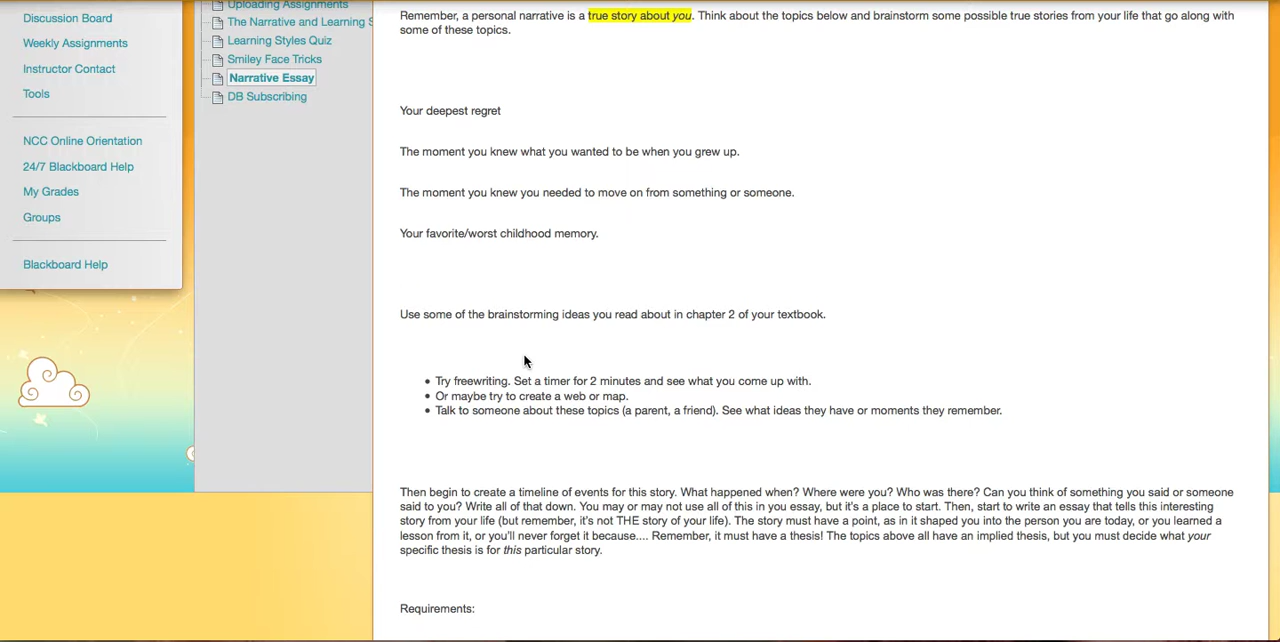 Discussion Board
Weekly Assignments
Instructor Contact
Tools
NCC Online Orientation
24/7 Blackboard Help
My Grades
Groups
Blackboard Help
Uploading Assignments
The Narrative and Learning S
Learning Styles Quiz
Smiley Face Tricks
Narrative Essay
DB Subscribing
Remember, a personal narrative is a true story about you. Think about the topics below and brainstorm some possible true stories from your life that go along with
some of these topics.
Your deepest regret
The moment you knew what you wanted to be when you grew up.
The moment you knew you needed to move on from something or someone.
Your favorite/worst childhood memory.
Use some of the brainstorming ideas you read about in chapter 2 of your textbook.
• Try freewriting. Set a timer for 2 minutes and see what you come up with.
• Or maybe try to create a web or map.
• Talk to someone about these topics (a parent, a friend). See what ideas they have or moments they remember.
Then begin to create a timeline of events for this story. What happened when? Where were you? Who was there? Can you think of something you said or someone
said to you? Write all of that down. You may or may not use all of this in you essay, but it's a place to start. Then, start to write an essay that tells this interesting
story from your life (but remember, it's not THE story of your life). The story must have a point, as in it shaped you into the person you are today, or you learned a
lesson from it, or you'll never forget it because.... Remember, it must have a thesis! The topics above all have an implied thesis, but you must decide what your
specific thesis is for this particular story.
Requirements: